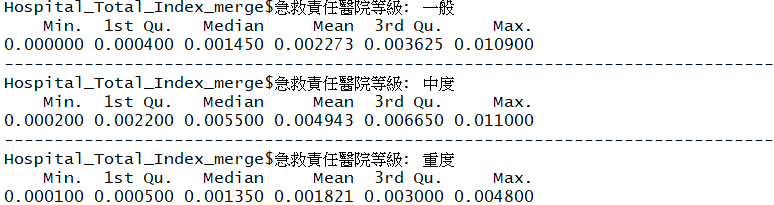 Hospital_Total_Index_merge$急救責任醫院等級: 一般
Min. 1st Qu. Median Mean 3rd Qu. Max.
0.000000 0.000400 0.001450 0.002273 0.003625 0.010900
--------------------------------------------------------------------------------
Hospital_Total_Index_merge$急救責任醫院等級: 中度
Min. 1st Qu. Median Mean 3rd Qu. Max.
0.000200 0.002200 0.005500 0.004943 0.006650 0.011000
--------------------------------------------------------------------------------
Hospital_Total_Index_merge$急救責任醫院等級: 重度
Min. 1st Qu. Median Mean 3rd Qu. Max.
0.000100 0.000500 0.001350 0.001821 0.003000 0.004800